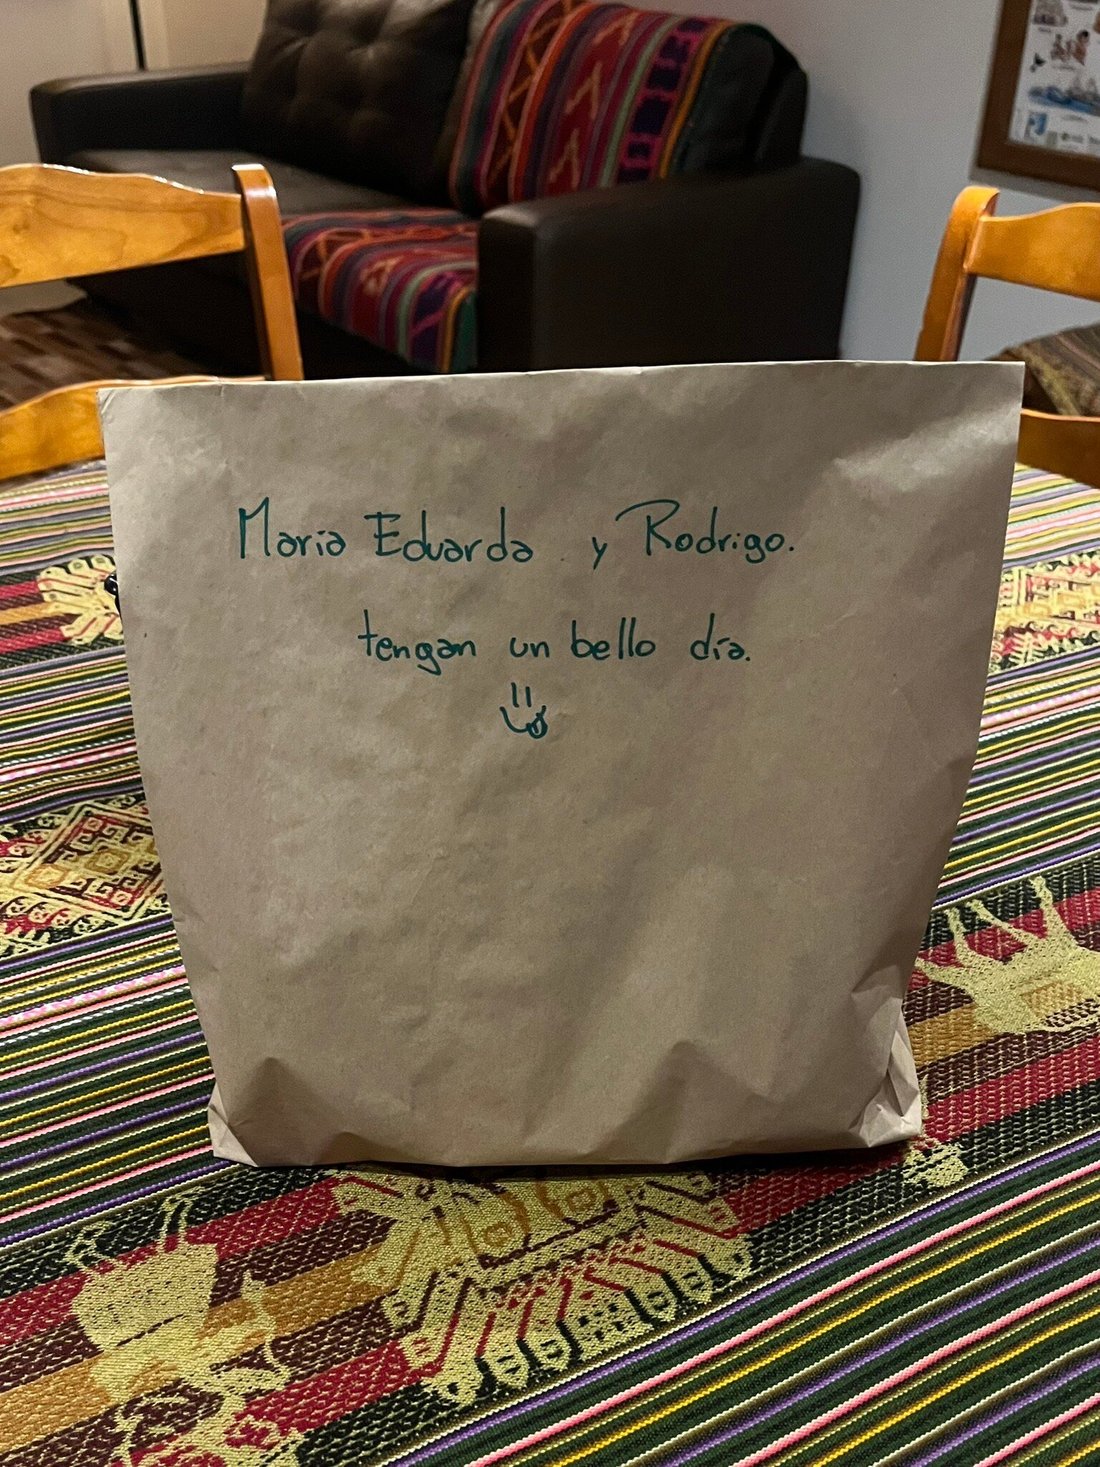 Maria Eduarda y Rodrigo.
tengan un bello día.